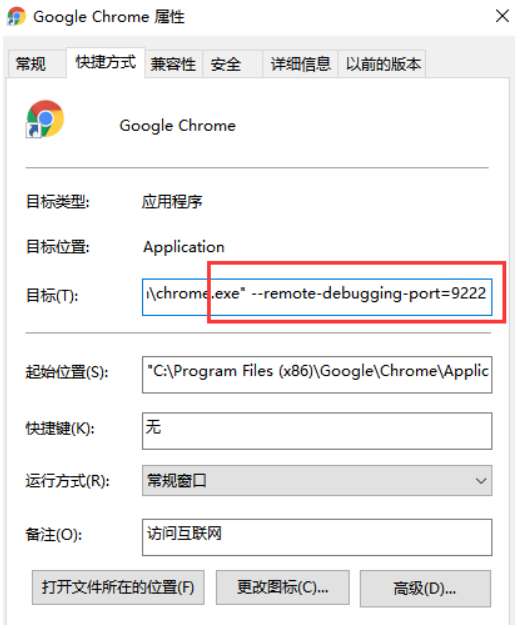 Google Chrome 属性
常规 快捷方式 兼容性 安全 详细信息 以前的版本
Google Chrome
目标类型: 应用程序
目标位置: Application
目标(T): \chrome.exe" --remote-debugging-port=9222
起始位置(S): "C:\Program Files (x86)\Google\Chrome\Applic
快捷键(K): 无
运行方式(R): 常规窗口
备注(O): 访问互联网
打开文件所在的位置(F) 更改图标(C)... 高级(D)...